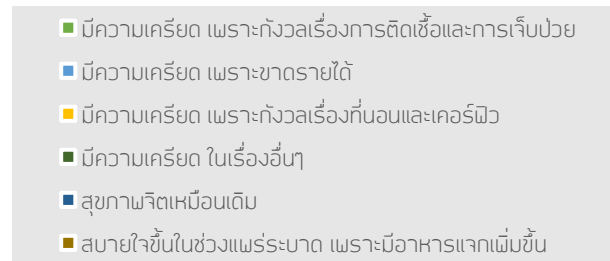 มีความเครียด เพราะกังวลเรื่องการติดเชื้อและการเจ็บป่วย
มีความเครียด เพราะขาดรายได้
มีความเครียด เพราะกังวลเรื่องที่นอนและเคอร์ฟิว
มีความเครียด ในเรื่องอื่นๆ
สุขภาพจิตเหมือนเดิม
สบายใจขึ้นในช่วงแพร่ระบาด เพราะมีอาหารแจกเพิ่มขึ้น